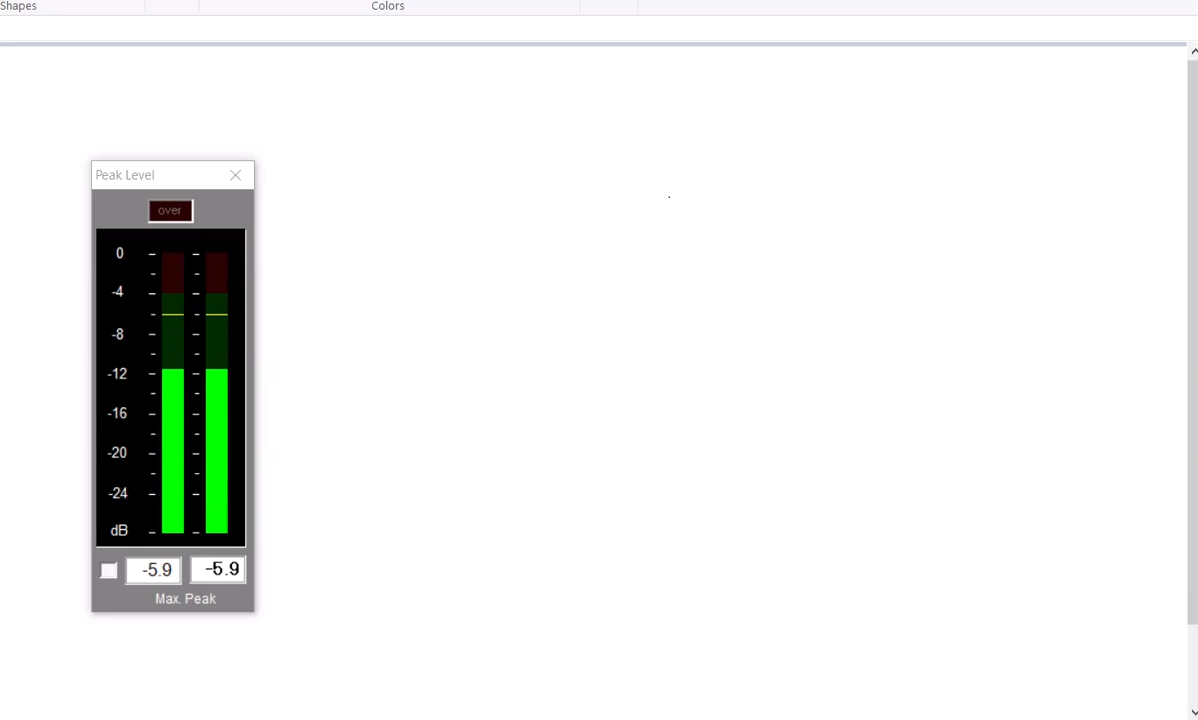 Shapes Colors
Peak Level
over
0
-4
-8
-12
-16
-20
-24
dB
-5.9 -5.9
Max. Peak